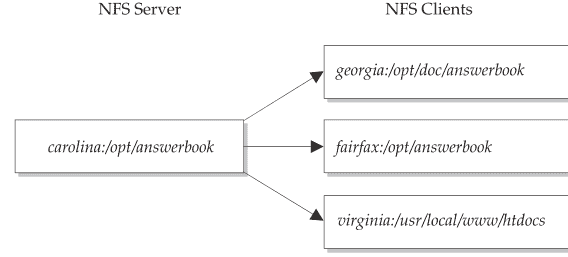 NFS Server
NFS Clients
georgia:/opt/doc/answerbook
carolina:/opt/answerbook
fairfax:/opt/answerbook
virginia:/usr/local/www/htdocs